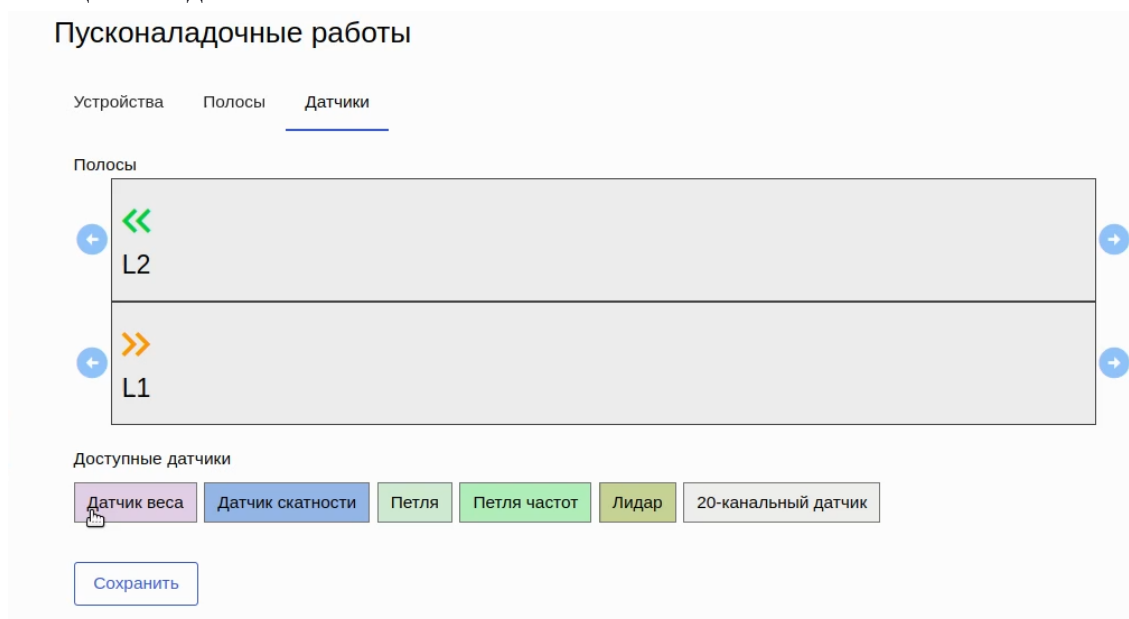 Пусконаладочные работы
Устройства Полосы Датчики
Полосы
L2
L1
Доступные датчики
Датчик веса Датчик скатности Петля Петля частот Лидар 20-канальный датчик
Сохранить